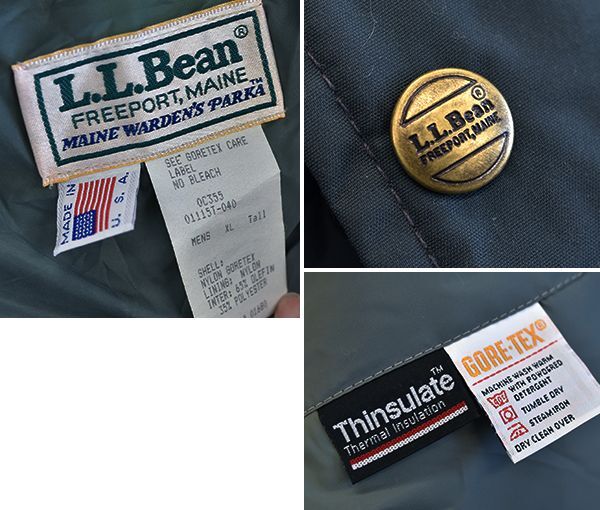 L.L.Bean®
FREEPORT, MAINE
MAINE WARDEN'S PARKA™
MADE IN
U.S.A.
SEE GORETEX CARE
LABEL
NO BLEACH
OC355
01115T-040
MENS XL Tall
SHELL:
NYLON GORETEX
LINING: NYLON
INTER: 65% OLEFIN
35% POLYESTER
01680
L.L.Bean®
FREEPORT, MAINE
Thinsulate™
Thermal Insulation
GORE-TEX®
MACHINE WASH WARM
WITH POWDERED
DETERGENT
TUMBLE DRY
STEAM IRON
DRY CLEAN OVER